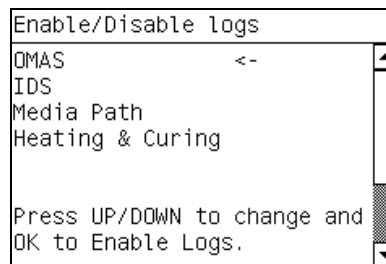 Enable/Disable logs
OMAS <-
IDS
Media Path
Heating & Curing
Press UP/DOWN to change and
OK to Enable Logs.